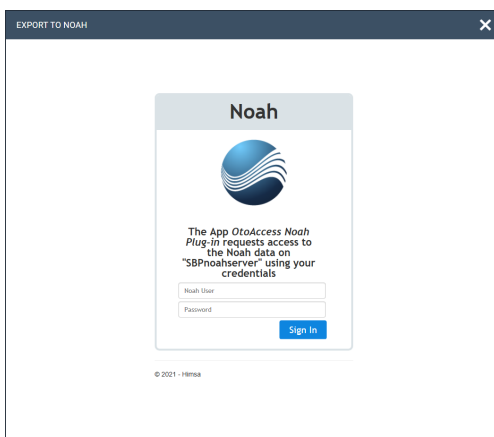 EXPORT TO NOAH
Noah
The App OtoAccess Noah
Plug-in requests access to
the Noah data on
"SBPnoahserver" using your
credentials
Noah User
Password
Sign In
© 2021 - Himsa